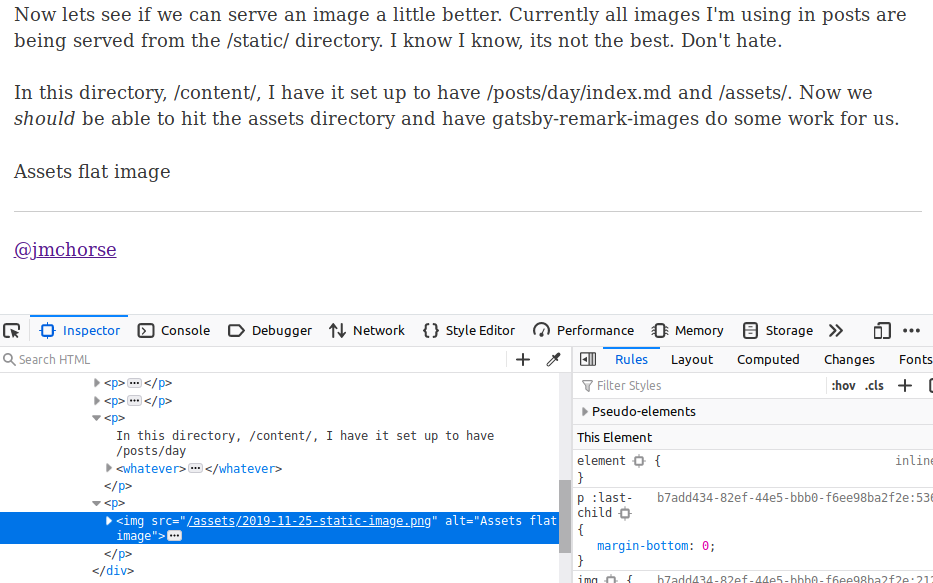 Now lets see if we can serve an image a little better. Currently all images I'm using in posts are
being served from the /static/ directory. I know I know, its not the best. Don't hate.
In this directory, /content/, I have it set up to have /posts/day/index.md and /assets/. Now we
should be able to hit the assets directory and have gatsby-remark-images do some work for us.
Assets flat image
@jmchorse
Inspector Console Debugger Network {} Style Editor Performance Memory Storage
Search HTML
Rules Layout Computed Changes Fonts
Filter Styles :hov .cls +
Pseudo-elements
This Element
element {
inline
}
p :last-child b7add434-82ef-44e5-bbb0-f6ee98ba2f2e:536
{
margin-bottom: 0;
}
img { b7add434-82ef-44e5-bbb0-f6ee98ba2f2e:21
<p>…</p>
<p>…</p>
<p>
In this directory, /content/, I have it set up to have
/posts/day
<whatever>…</whatever>
</p>
<p>
<img src="/assets/2019-11-25-static-image.png" alt="Assets flat
image">…
</p>
</div>